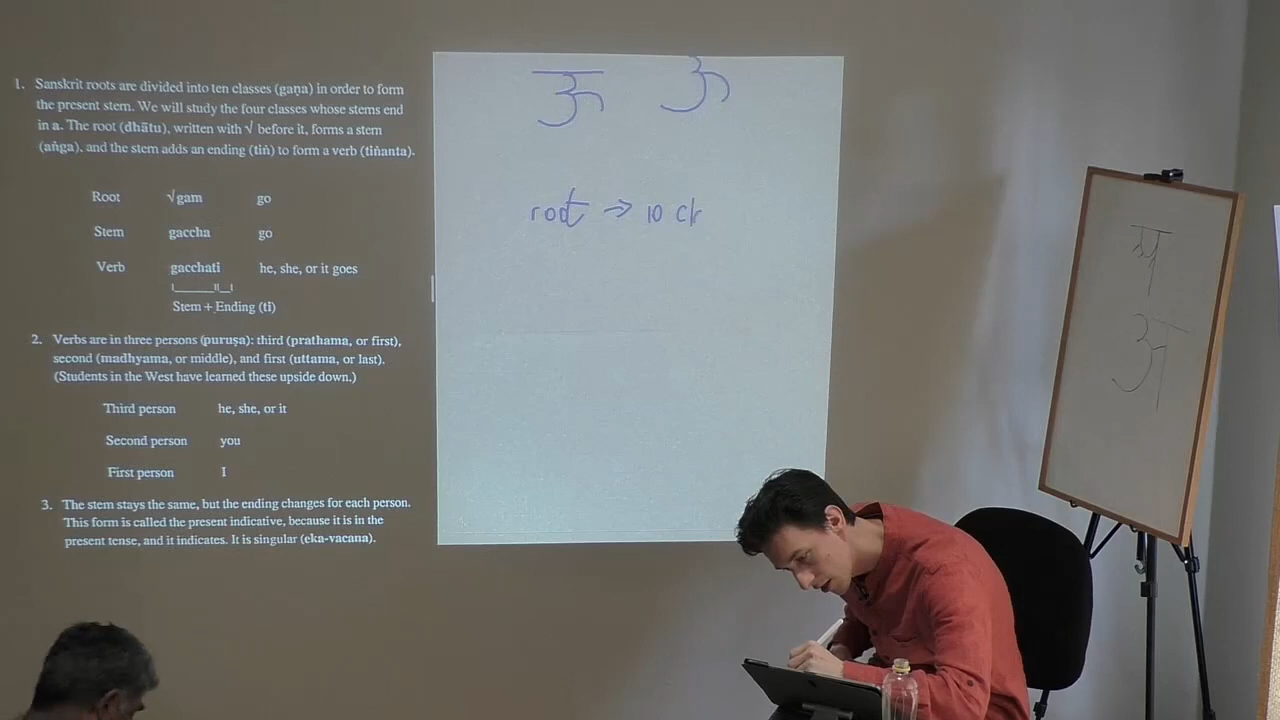 1. Sanskrit roots are divided into ten classes (gaṇa) in order to form
the present stem. We will study the four classes whose stems end
in a. The root (dhātu), written with √ before it, forms a stem
(aṅga), and the stem adds an ending (tiṅ) to form a verb (tiṅanta).
Root √gam go
Stem gaccha go
Verb gacchati he, she, or it goes
Stem + Ending (ti)
2. Verbs are in three persons (puruṣa): third (prathama, or first),
second (madhyama, or middle), and first (uttama, or last).
(Students in the West have learned these upside down.)
Third person he, she, or it
Second person you
First person I
3. The stem stays the same, but the ending changes for each person.
This form is called the present indicative, because it is in the
present tense, and it indicates. It is singular (eka-vacana).
root → 10 cl